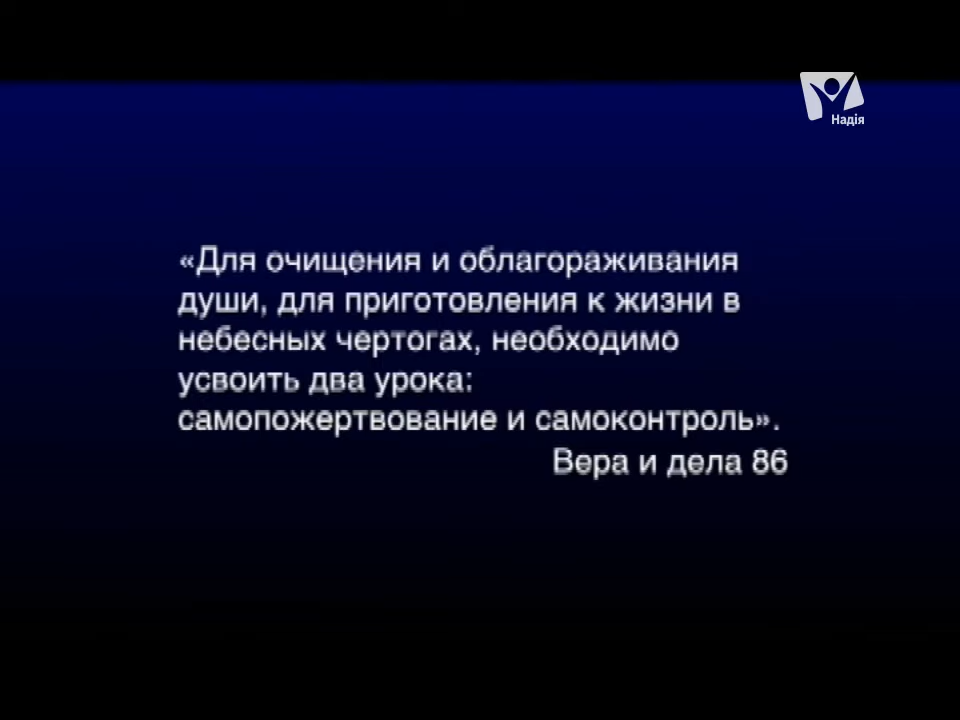 Надія
«Для очищения и облагораживания
души, для приготовления к жизни в
небесных чертогах, необходимо
усвоить два урока:
самопожертвование и самоконтроль».
Вера и дела 86